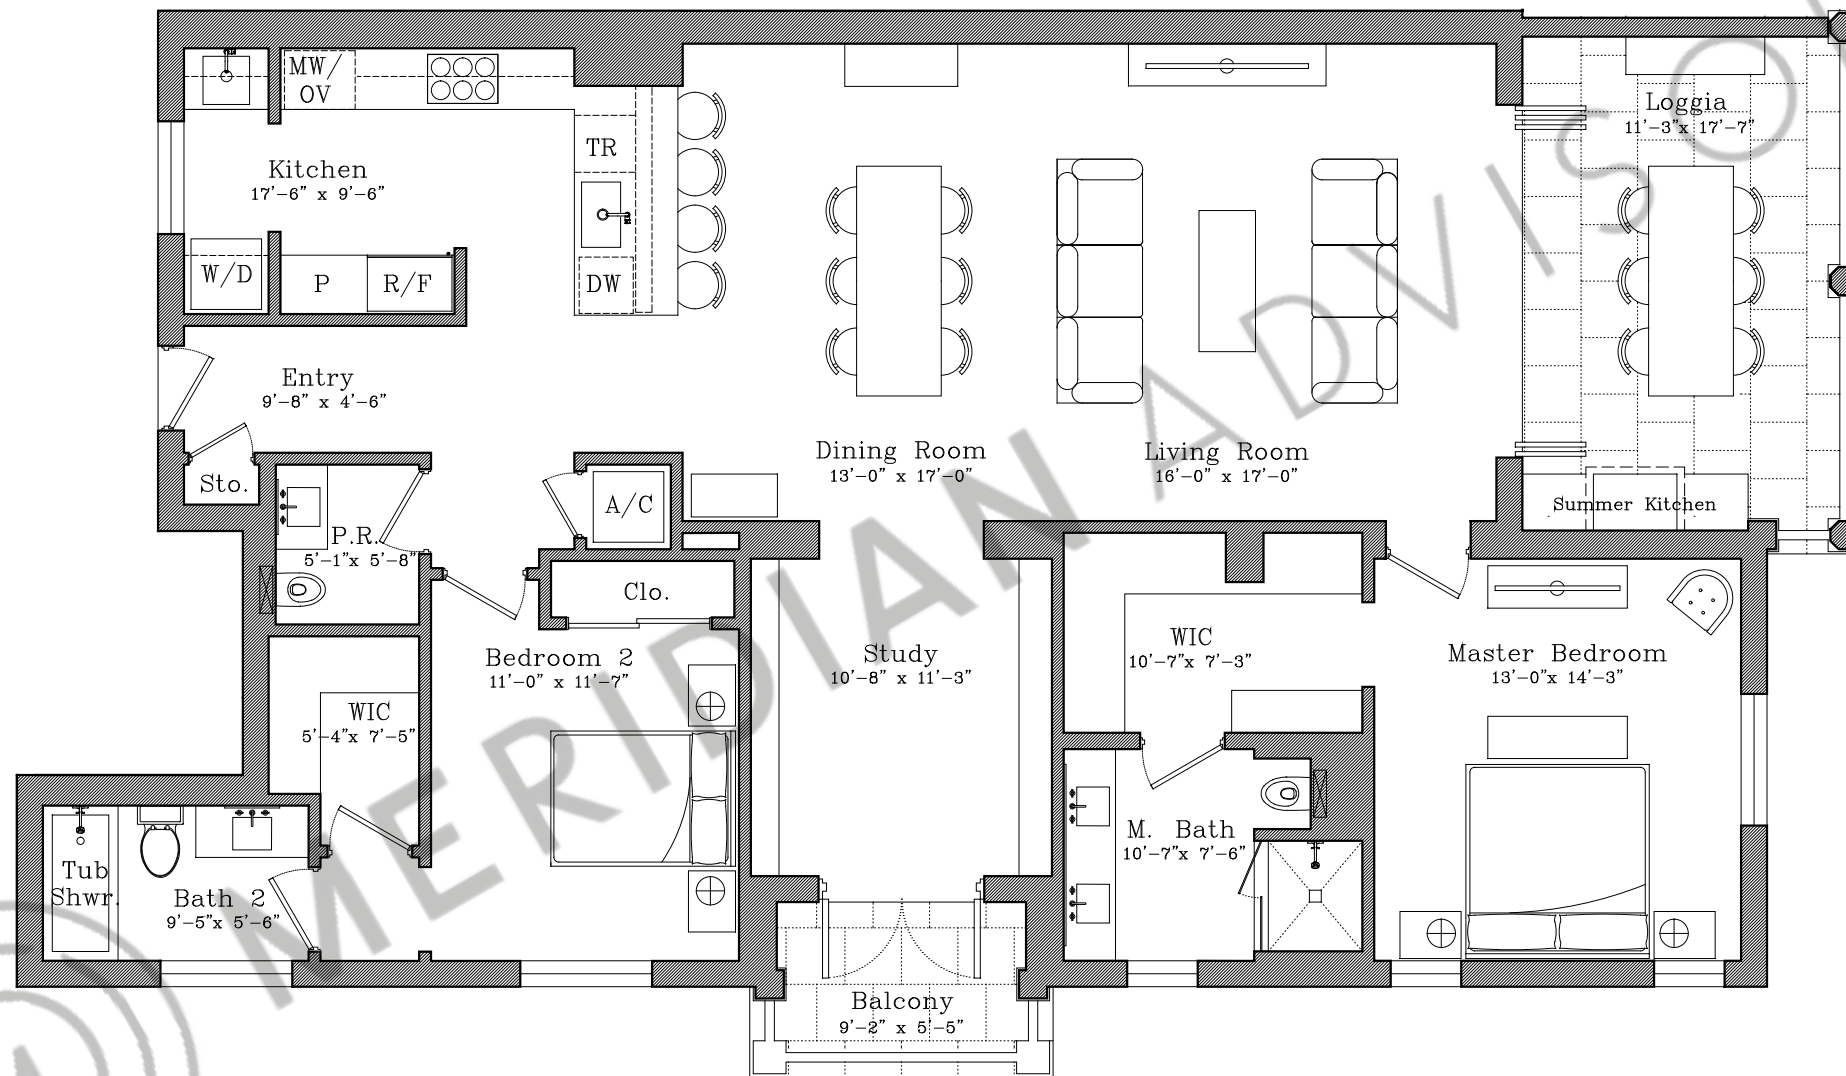 MW/
OV
Loggia
11'-3"x 17'-7"
TR
Kitchen
17'-6" x 9'-6"
W/D
P
R/F
DW
Entry
9'-8" x 4'-6"
Dining Room
13'-0" x 17'-0
Living Room
16'-0" x 17'-0"
Sto.
A/C
Summer Kitchen
P.R.
5'-1"x 5'-8"
Clo.
Bedroom 2
11'-0" x 11'-7"
Study
10'-8" x 11'-3"
WIC
10'-7"x 7'-3"
Master Bedroom
13'-0"x 14'-3"
WIC
5'-4"x 7'-5"
M. Bath
10'-7"x 7'-6"
Tub
Shwr.
Bath 2
9'-5"x 5'-6"
Balcony
9'-2" x 5'-5"
MERIDIAN ADVISO